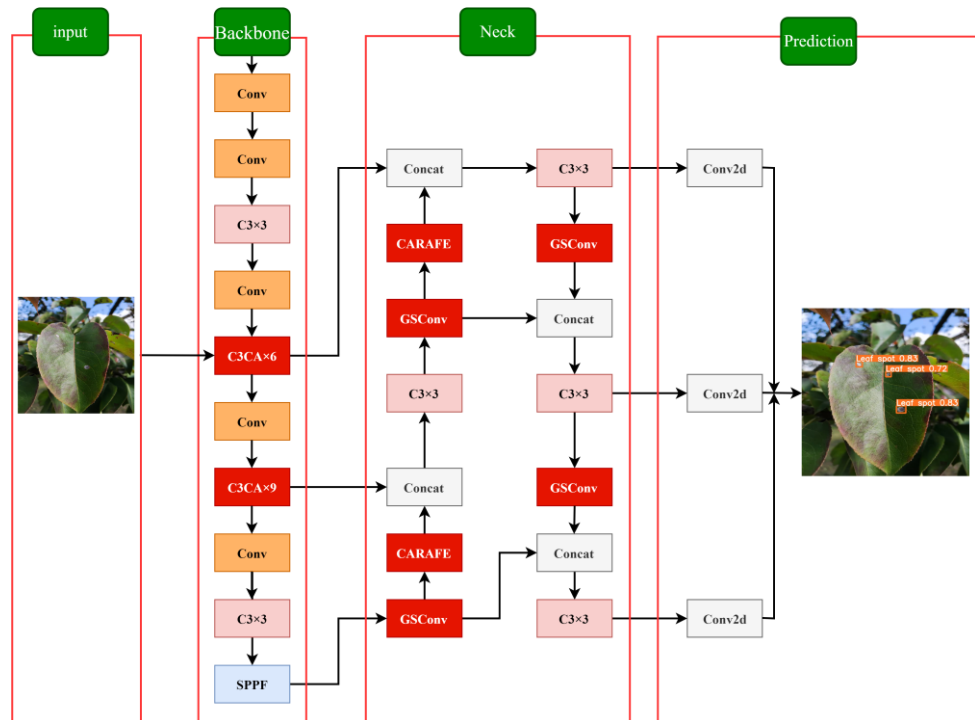 input
Backbone
Neck
Prediction
Conv
Conv
C3×3
Conv
C3CA×6
Conv
C3CA×9
Conv
C3×3
SPPF
Concat
CARAFE
GSConv
C3×3
Concat
CARAFE
GSConv
C3×3
GSConv
Concat
C3×3
GSConv
Concat
C3×3
Conv2d
Conv2d
Conv2d
Leaf spot 0.83
Leaf spot 0.72
Leaf spot 0.83